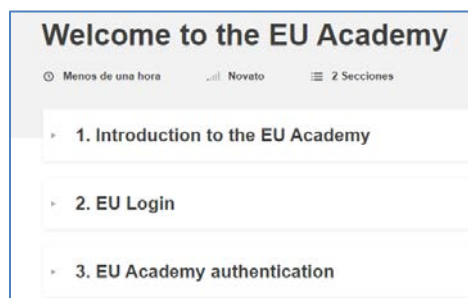 Welcome to the EU Academy
Menos de una hora Novato 2 Secciones
1. Introduction to the EU Academy
2. EU Login
3. EU Academy authentication